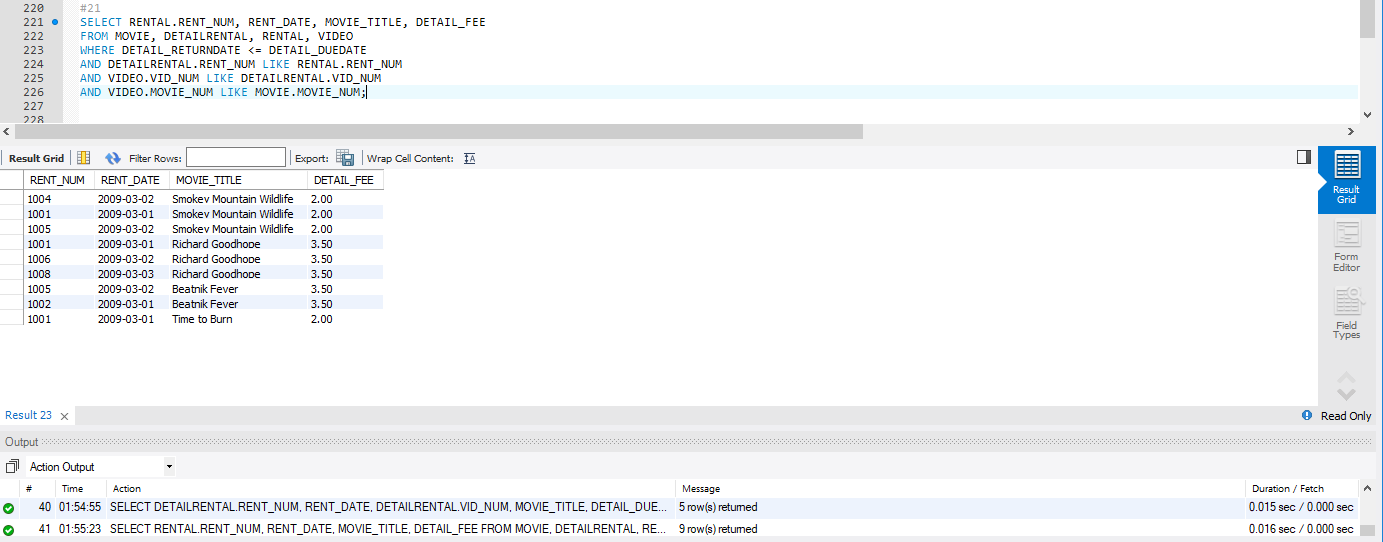 220 #21
221 SELECT RENTAL.RENT_NUM, RENT_DATE, MOVIE_TITLE, DETAIL_FEE
222 FROM MOVIE, DETAILRENTAL, RENTAL, VIDEO
223 WHERE DETAIL_RETURNDATE <= DETAIL_DUEDATE
224 AND DETAILRENTAL.RENT_NUM LIKE RENTAL.RENT_NUM
225 AND VIDEO.VID_NUM LIKE DETAILRENTAL.VID_NUM
226 AND VIDEO.MOVIE_NUM LIKE MOVIE.MOVIE_NUM;
227
228
Result Grid Filter Rows: Export: Wrap Cell Content:
RENT_NUM RENT_DATE MOVIE_TITLE DETAIL_FEE
1004 2009-03-02 Smokey Mountain Wildlife 2.00
1001 2009-03-01 Smokey Mountain Wildlife 2.00
1005 2009-03-02 Smokey Mountain Wildlife 2.00
1001 2009-03-01 Richard Goodhope 3.50
1006 2009-03-02 Richard Goodhope 3.50
1008 2009-03-03 Richard Goodhope 3.50
1005 2009-03-02 Beatnik Fever 3.50
1002 2009-03-01 Beatnik Fever 3.50
1001 2009-03-01 Time to Burn 2.00
Result
Grid
Form
Editor
Field
Types
Result 23 Read Only
Output
Action Output
# Time Action Message Duration / Fetch
40 01:54:55 SELECT DETAILRENTAL.RENT_NUM, RENT_DATE, DETAILRENTAL.VID_NUM, MOVIE_TITLE, DETAIL_DUE... 5 row(s) returned 0.015 sec / 0.000 sec
41 01:55:23 SELECT RENTAL.RENT_NUM, RENT_DATE, MOVIE_TITLE, DETAIL_FEE FROM MOVIE, DETAILRENTAL, RE... 9 row(s) returned 0.016 sec / 0.000 sec